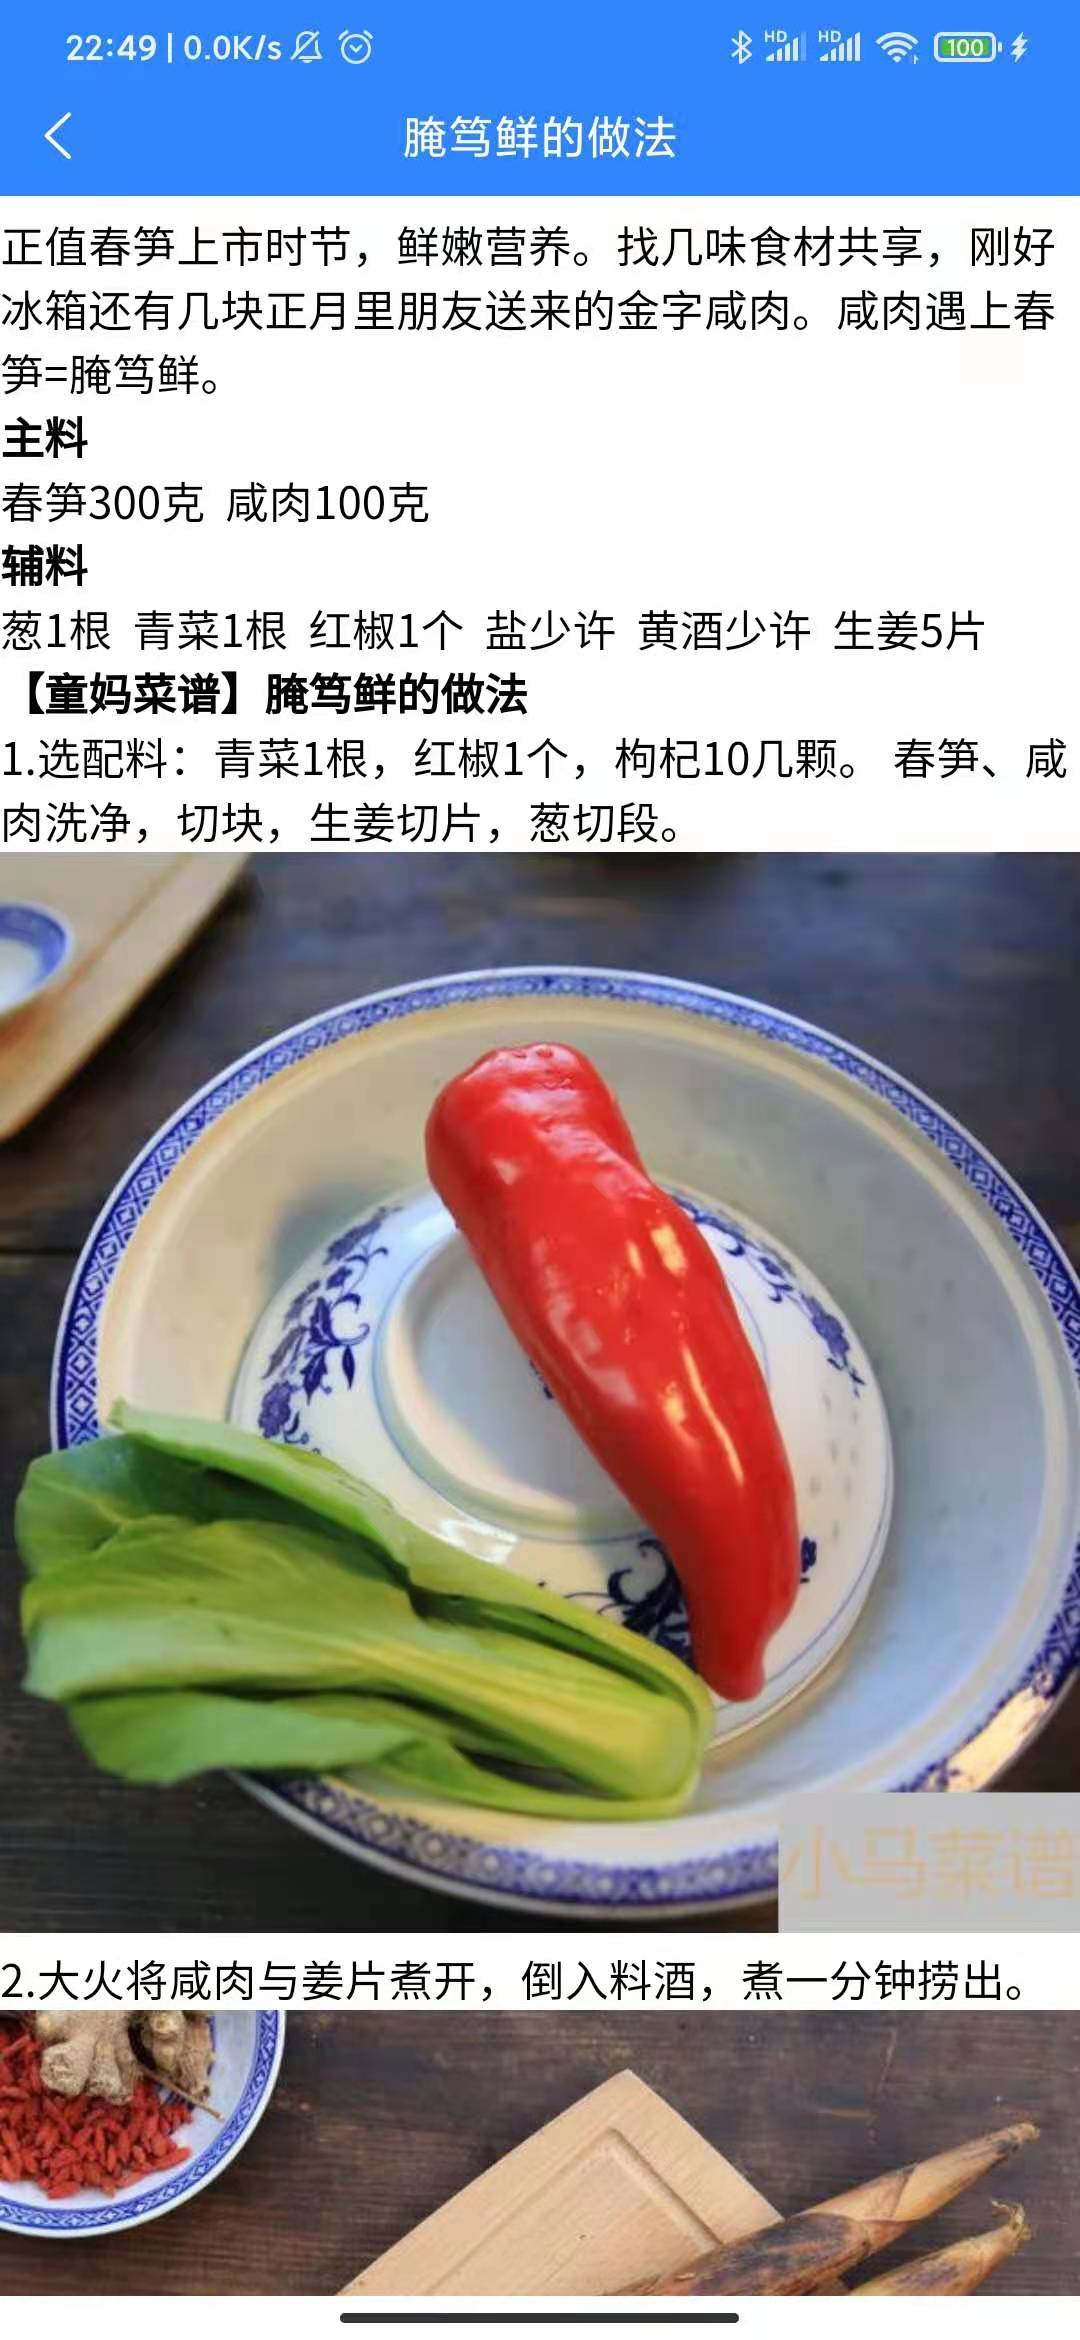 22:49 | 0.0K/s
HD HD 100
腌笃鲜的做法
正值春笋上市时节，鲜嫩营养。找几味食材共享，刚好
冰箱还有几块正月里朋友送来的金字咸肉。咸肉遇上春
笋=腌笃鲜。
主料
春笋300克 咸肉100克
辅料
葱1根 青菜1根 红椒1个 盐少许 黄酒少许 生姜5片
【童妈菜谱】腌笃鲜的做法
1.选配料：青菜1根，红椒1个，枸杞10几颗。 春笋、咸
肉洗净，切块，生姜切片，葱切段。
小马菜谱
2.大火将咸肉与姜片煮开，倒入料酒，煮一分钟捞出。